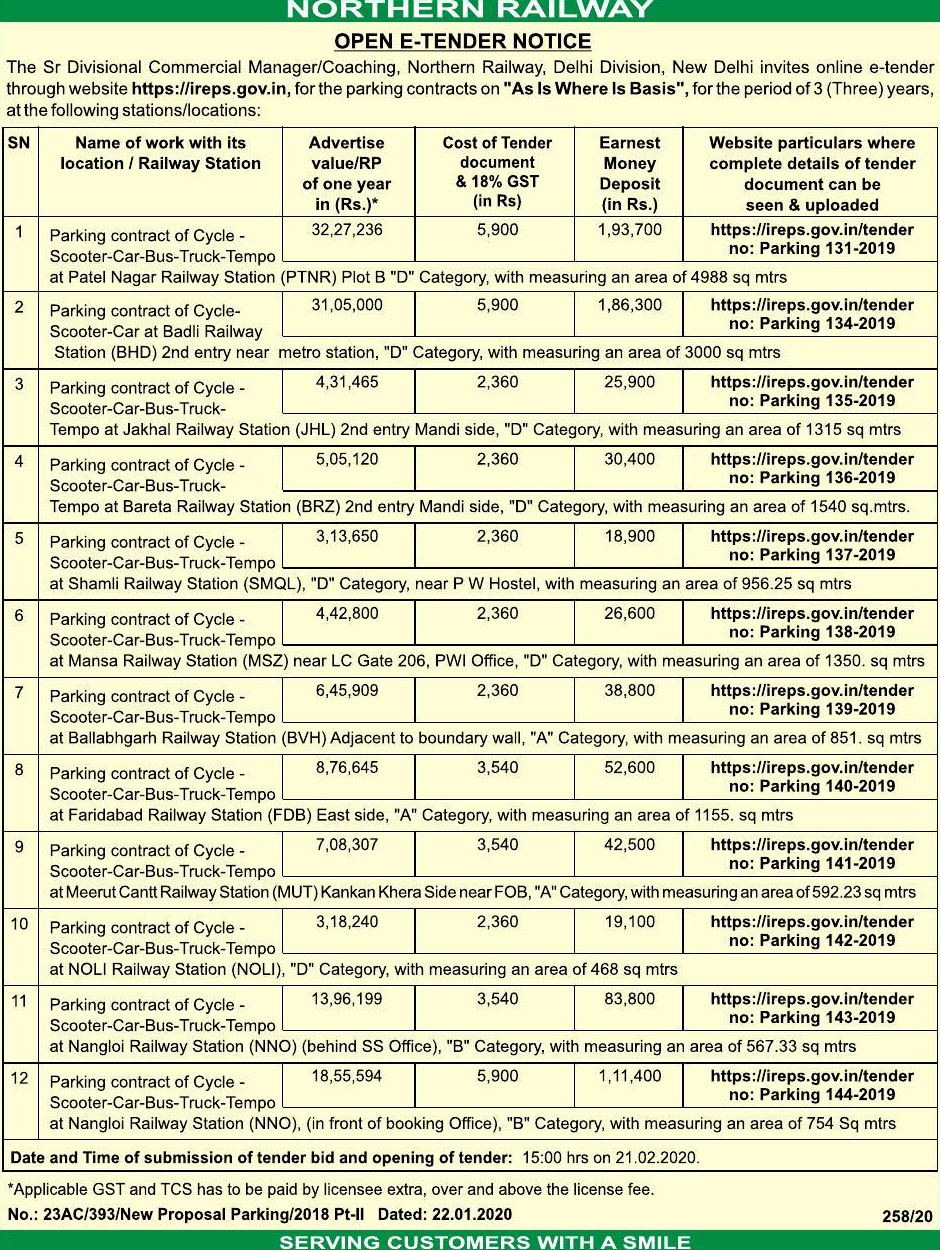 NORTHERN RAILWAY
OPEN E-TENDER NOTICE
The Sr Divisional Commercial Manager/Coaching, Northern Railway, Delhi Division, New Delhi invites online e-tender
through website https://ireps.gov.in, for the parking contracts on "As Is Where Is Basis", for the period of 3 (Three) years,
at the following stations/locations:
SN Name of work with its location / Railway Station Advertise value/RP of one year in (Rs.)* Cost of Tender document & 18% GST (in Rs) Earnest Money Deposit (in Rs.) Website particulars where complete details of tender document can be seen & uploaded
1 Parking contract of Cycle - 32,27,236 5,900 1,93,700 https://ireps.gov.in/tender
Scooter-Car-Bus-Truck-Tempo no: Parking 131-2019
at Patel Nagar Railway Station (PTNR) Plot B "D" Category, with measuring an area of 4988 sq mtrs
2 Parking contract of Cycle- 31,05,000 5,900 1,86,300 https://ireps.gov.in/tender
Scooter-Car at Badli Railway no: Parking 134-2019
Station (BHD) 2nd entry near metro station, "D" Category, with measuring an area of 3000 sq mtrs
3 Parking contract of Cycle - 4,31,465 2,360 25,900 https://ireps.gov.in/tender
Scooter-Car-Bus-Truck- no: Parking 135-2019
Tempo at Jakhal Railway Station (JHL) 2nd entry Mandi side, "D" Category, with measuring an area of 1315 sq mtrs
4 Parking contract of Cycle - 5,05,120 2,360 30,400 https://ireps.gov.in/tender
Scooter-Car-Bus-Truck- no: Parking 136-2019
Tempo at Bareta Railway Station (BRZ) 2nd entry Mandi side, "D" Category, with measuring an area of 1540 sq.mtrs.
5 Parking contract of Cycle - 3,13,650 2,360 18,900 https://ireps.gov.in/tender
Scooter-Car-Bus-Truck-Tempo no: Parking 137-2019
at Shamli Railway Station (SMQL), "D" Category, near P W Hostel, with measuring an area of 956.25 sq mtrs
6 Parking contract of Cycle - 4,42,800 2,360 26,600 https://ireps.gov.in/tender
Scooter-Car-Bus-Truck-Tempo no: Parking 138-2019
at Mansa Railway Station (MSZ) near LC Gate 206, PWI Office, "D" Category, with measuring an area of 1350. sq mtrs
7 Parking contract of Cycle - 6,45,909 2,360 38,800 https://ireps.gov.in/tender
Scooter-Car-Bus-Truck-Tempo no: Parking 139-2019
at Ballabhgarh Railway Station (BVH) Adjacent to boundary wall, "A" Category, with measuring an area of 851. sq mtrs
8 Parking contract of Cycle - 8,76,645 3,540 52,600 https://ireps.gov.in/tender
Scooter-Car-Bus-Truck-Tempo no: Parking 140-2019
at Faridabad Railway Station (FDB) East side, "A" Category, with measuring an area of 1155. sq mtrs
9 Parking contract of Cycle - 7,08,307 3,540 42,500 https://ireps.gov.in/tender
Scooter-Car-Bus-Truck-Tempo no: Parking 141-2019
at Meerut Cantt Railway Station (MUT) Kankan Khera Side near FOB, "A" Category, with measuring an area of 592.23 sq mtrs
10 Parking contract of Cycle - 3,18,240 2,360 19,100 https://ireps.gov.in/tender
Scooter-Car-Bus-Truck-Tempo no: Parking 142-2019
at NOLI Railway Station (NOLI), "D" Category, with measuring an area of 468 sq mtrs
11 Parking contract of Cycle - 13,96,199 3,540 83,800 https://ireps.gov.in/tender
Scooter-Car-Bus-Truck-Tempo no: Parking 143-2019
at Nangloi Railway Station (NNO) (behind SS Office), "B" Category, with measuring an area of 567.33 sq mtrs
12 Parking contract of Cycle - 18,55,594 5,900 1,11,400 https://ireps.gov.in/tender
Scooter-Car-Bus-Truck-Tempo no: Parking 144-2019
at Nangloi Railway Station (NNO), (in front of booking Office), "B" Category, with measuring an area of 754 Sq mtrs
Date and Time of submission of tender bid and opening of tender: 15:00 hrs on 21.02.2020.
*Applicable GST and TCS has to be paid by licensee extra, over and above the license fee.
No.: 23AC/393/New Proposal Parking/2018 Pt-II Dated: 22.01.2020 258/20
SERVING CUSTOMERS WITH A SMILE